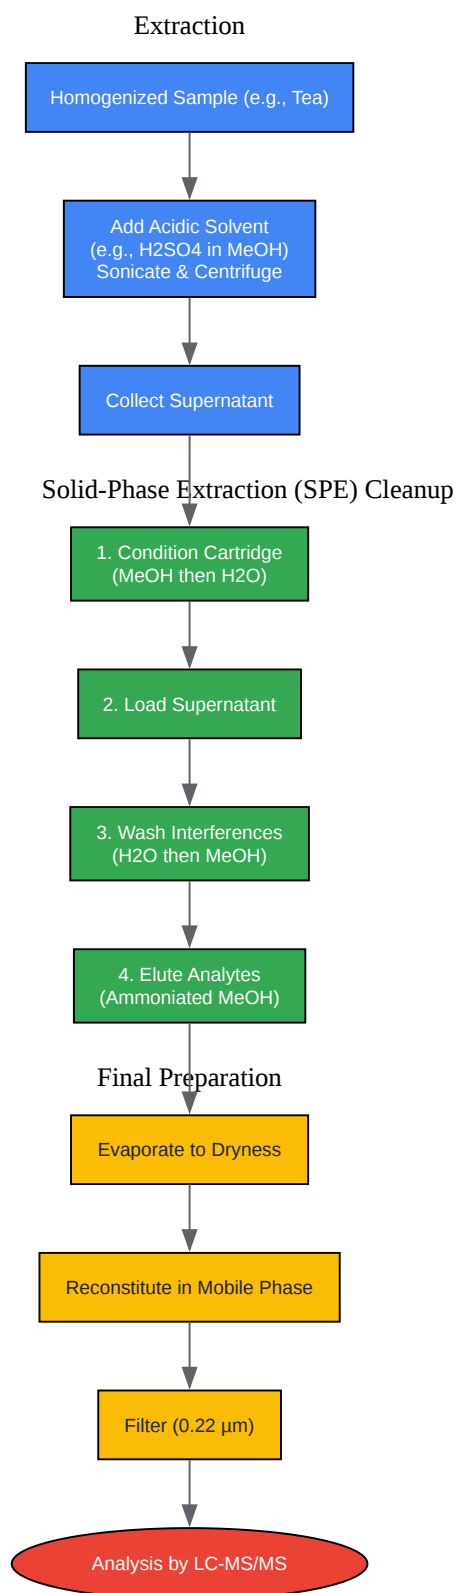 Extraction
Homogenized Sample (e.g., Tea)
Add Acidic Solvent
(e.g., H2SO4 in MeOH)
Sonicate & Centrifuge
Collect Supernatant
Solid-Phase Extraction (SPE) Cleanup
1. Condition Cartridge
(MeOH then H2O)
2. Load Supernatant
3. Wash Interferences
(H2O then MeOH)
4. Elute Analytes
(Ammoniated MeOH)
Final Preparation
Evaporate to Dryness
Reconstitute in Mobile Phase
Filter (0.22 µm)
Analysis by LC-MS/MS